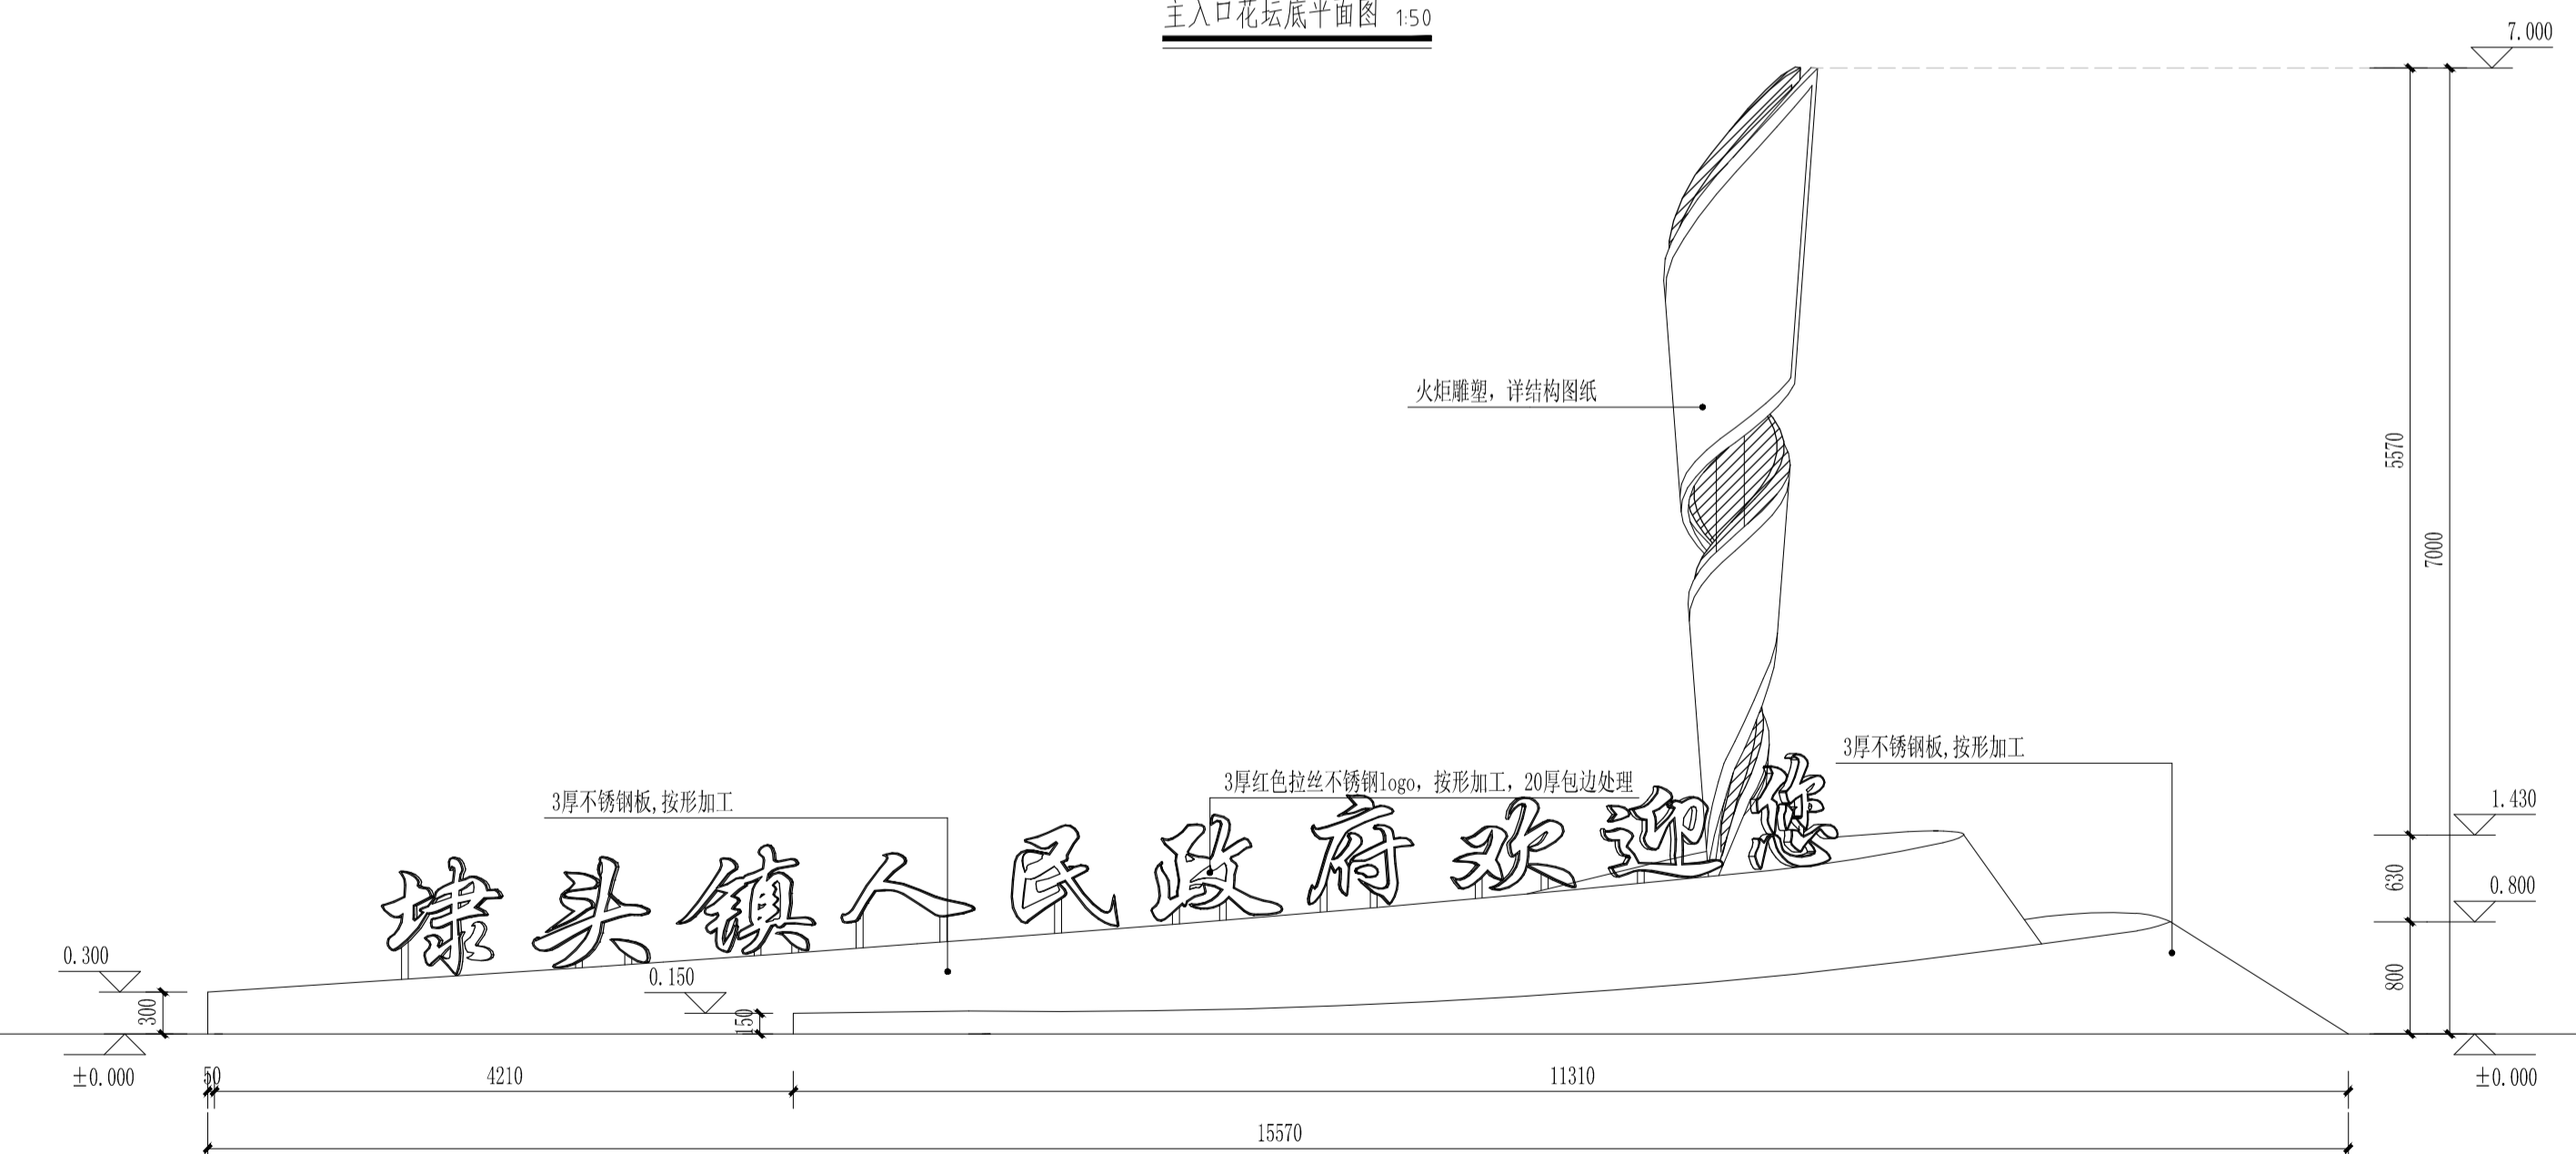 主入口花坛底平面图 1:50
7.000
火炬雕塑，详结构图纸
5570
7000
3厚不锈钢板,按形加工
3厚红色拉丝不锈钢logo，按形加工，20厚包边处理
3厚不锈钢板,按形加工
1.430
埭头镇人民政府欢迎您
630
0.800
0.300
0.150
800
300
150
±0.000
±0.000
50
4210
11310
15570